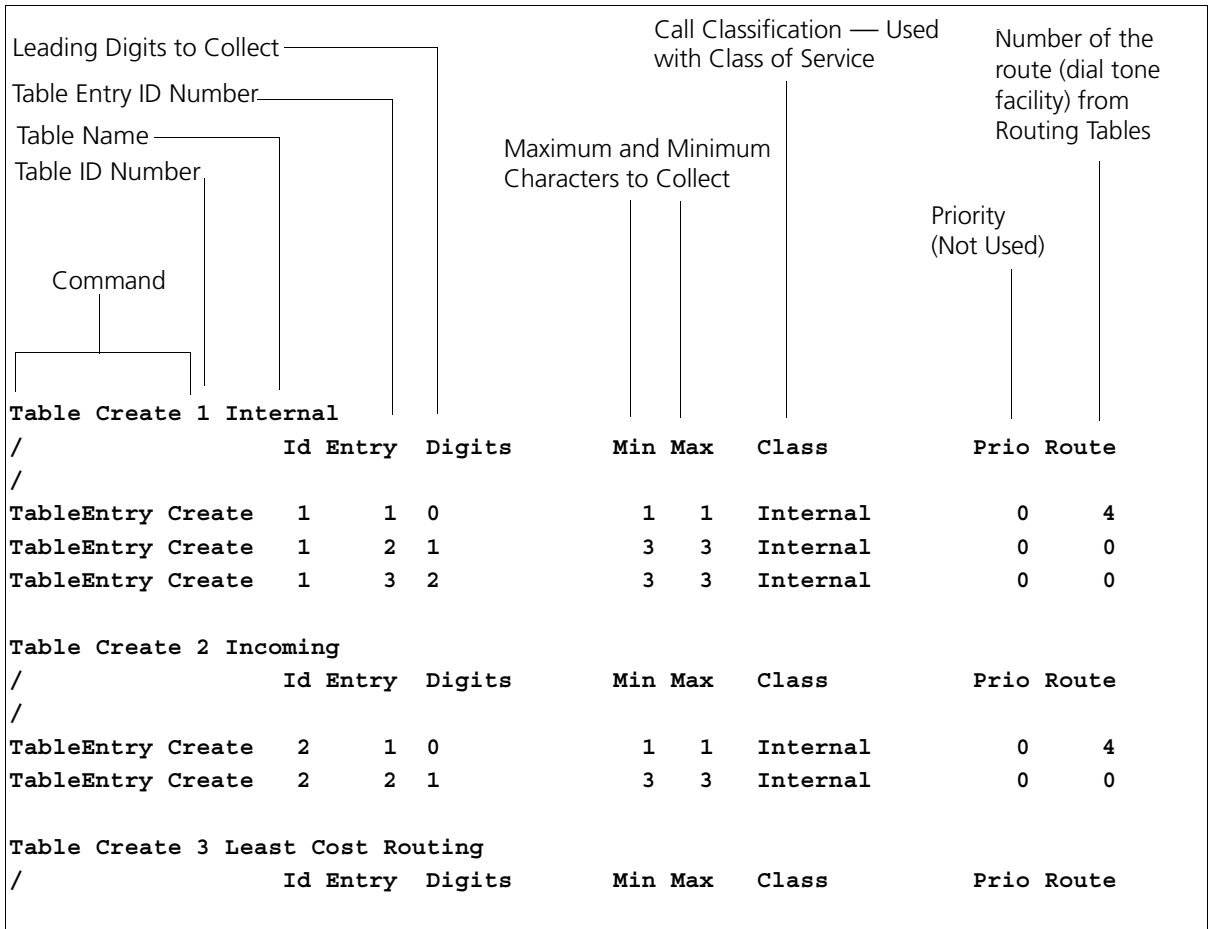 Leading Digits to Collect
Table Entry ID Number
Table Name
Table ID Number
Command
Maximum and Minimum
Characters to Collect
Call Classification — Used
with Class of Service
Priority
(Not Used)
Number of the
route (dial tone
facility) from
Routing Tables
Table Create 1 Internal
/ Id Entry Digits Min Max Class Prio Route
/
TableEntry Create 1 1 0 1 1 Internal 0 4
TableEntry Create 1 2 1 3 3 Internal 0 0
TableEntry Create 1 3 2 3 3 Internal 0 0
Table Create 2 Incoming
/ Id Entry Digits Min Max Class Prio Route
/
TableEntry Create 2 1 0 1 1 Internal 0 4
TableEntry Create 2 2 1 3 3 Internal 0 0
Table Create 3 Least Cost Routing
/ Id Entry Digits Min Max Class Prio Route